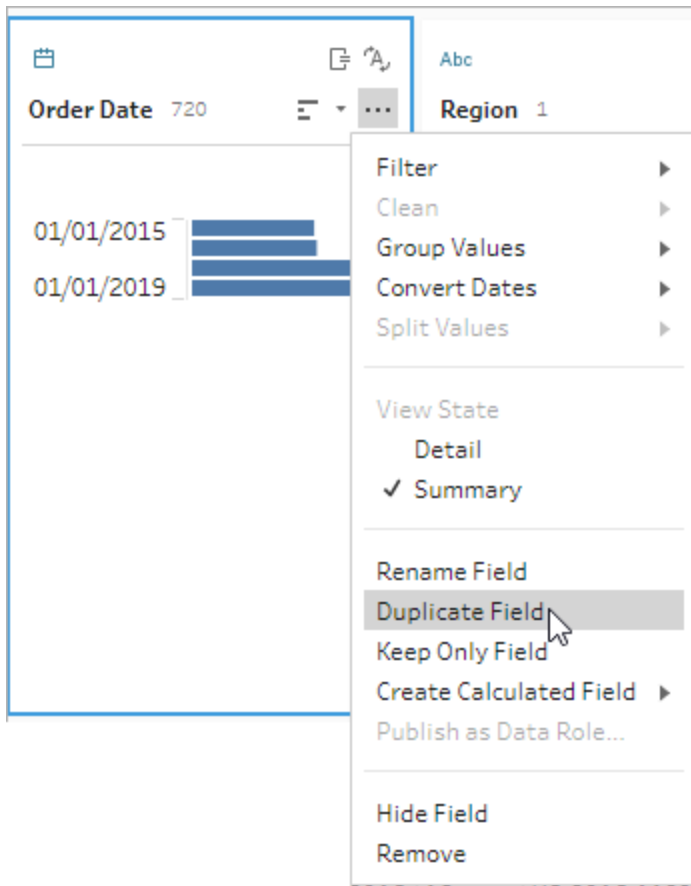 Abc
Order Date 720
Region 1
01/01/2015
01/01/2019
Filter
Clean
Group Values
Convert Dates
Split Values
View State
Detail
Summary
Rename Field
Duplicate Field
Keep Only Field
Create Calculated Field
Publish as Data Role...
Hide Field
Remove